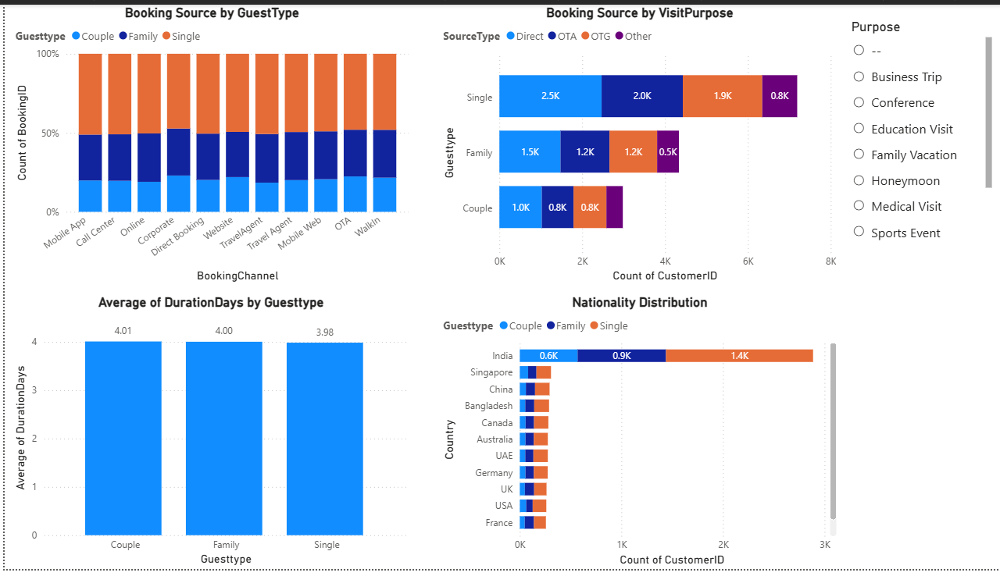 Booking Source by GuestType
Guesttype Couple Family Single
Count of BookingID
100%
50%
0%
Mobile App
Call Center
Online
Corporate
Direct Booking
Website
TravelAgent
Travel Agent
Mobile Web
OTA
WalkIn
BookingChannel
Booking Source by VisitPurpose
SourceType Direct OTA OTG Other
Guesttype
Single 2.5K 2.0K 1.9K 0.8K
Family 1.5K 1.2K 1.2K 0.5K
Couple 1.0K 0.8K 0.8K
0K 2K 4K 6K 8K
Count of CustomerID
Purpose
--
Business Trip
Conference
Education Visit
Family Vacation
Honeymoon
Medical Visit
Sports Event
Average of DurationDays by Guesttype
Average of DurationDays
4.01 4.00 3.98
4
3
2
1
0
Couple Family Single
Guesttype
Nationality Distribution
Guesttype Couple Family Single
Country
India 0.6K 0.9K 1.4K
Singapore
China
Bangladesh
Canada
Australia
UAE
Germany
UK
USA
France
0K 1K 2K 3K
Count of CustomerID